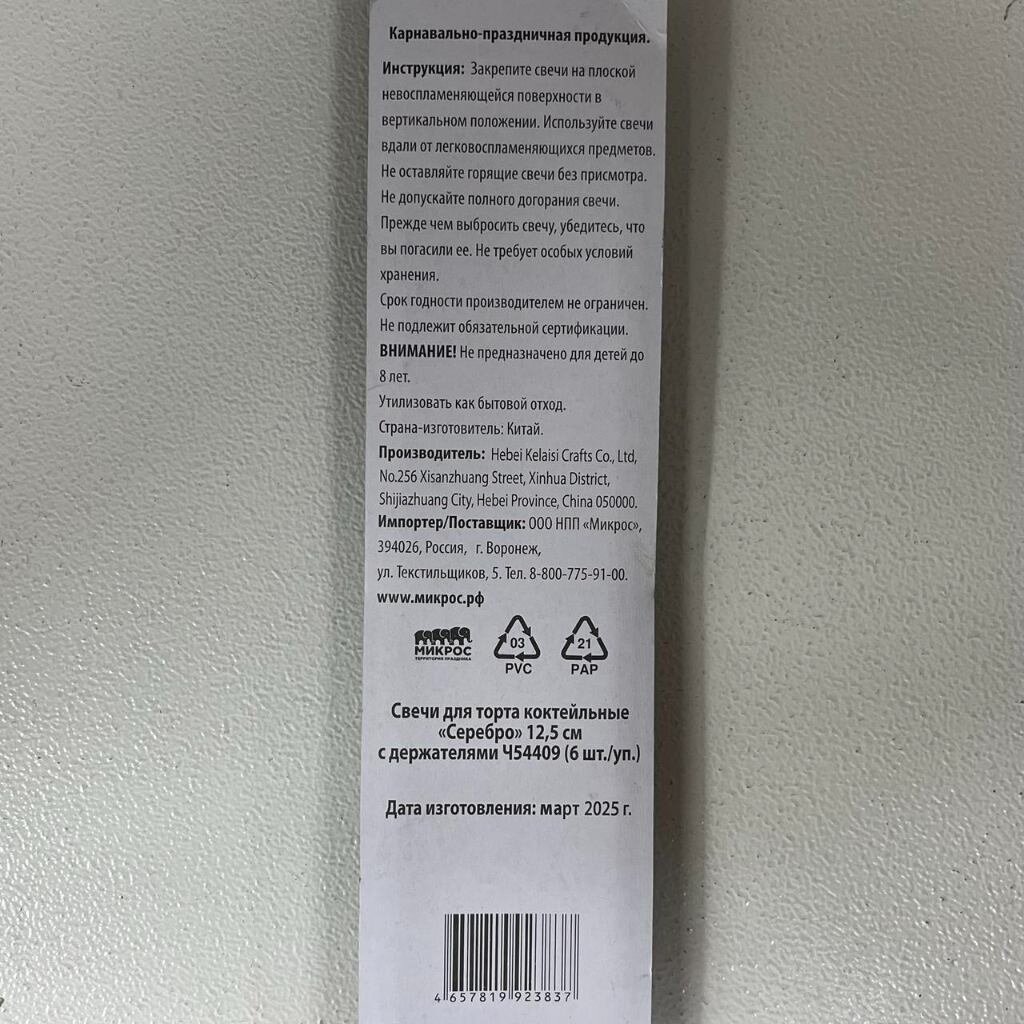 Карнавально-праздничная продукция.
Инструкция: Закрепите свечи на плоской
невоспламеняющейся поверхности в
вертикальном положении. Используйте свечи
вдали от легковоспламеняющихся предметов.
Не оставляйте горящие свечи без присмотра.
Не допускайте полного догорания свечи.
Прежде чем выбросить свечу, убедитесь, что
вы погасили ее. Не требует особых условий
хранения.
Срок годности производителем не ограничен.
Не подлежит обязательной сертификации.
ВНИМАНИЕ! Не предназначено для детей до
8 лет.
Утилизовать как бытовой отход.
Страна-изготовитель: Китай.
Производитель: Hebei Kelaisi Crafts Co., Ltd,
No.256 Xisanzhuang Street, Xinhua District,
Shijiazhuang City, Hebei Province, China 050000.
Импортер/Поставщик: ООО НПП «Микрос»,
394026, Россия, г. Воронеж,
ул. Текстильщиков, 5. Тел. 8-800-775-91-00.
www.микрос.рф
МИКРОС
ТЕРРИТОРИЯ ПРАЗДНИКА
03
PVC
21
PAP
Свечи для торта коктейльные
«Серебро» 12,5 см
с держателями Ч54409 (6 шт./уп.)
Дата изготовления: март 2025 г.
4 657819 923837